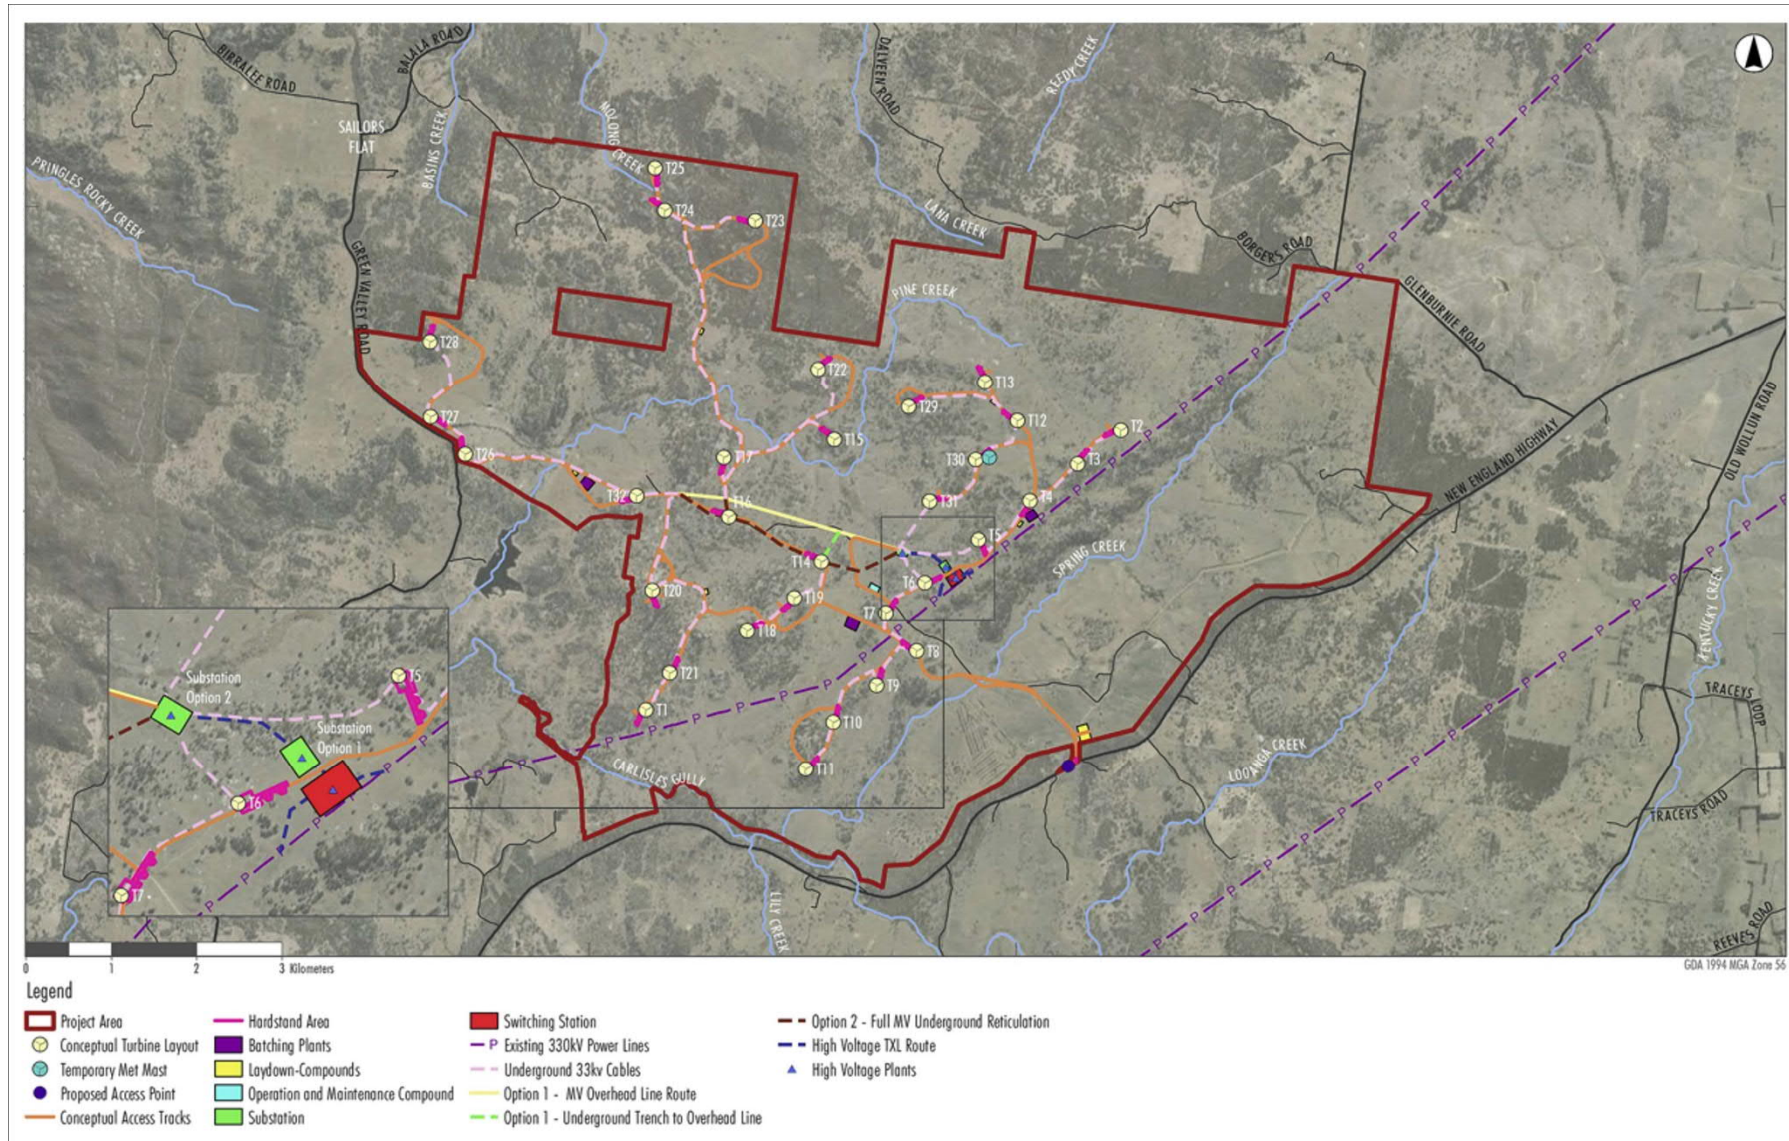 BIRRALEE ROAD
BALALA ROAD
SAILORS
FLAT
BASINS CREEK
MOLONG CREEK
DALVEEN ROAD
REEDY CREEK
PRINGLES ROCKY CREEK
GREEN VALLEY ROAD
LANA CREEK
BORGERS ROAD
GLENBURNIE ROAD
PINE CREEK
NEW ENGLAND HIGHWAY
OLD WOLLUN ROAD
SPRING CREEK
KENTUCKY CREEK
TRACEYS
LOOP
TRACEYS ROAD
LOOANGA CREEK
CARLISLES GULLY
LILY CREEK
REEVES ROAD
T25
T24
T23
T28
T22
T13
T29
T27
T12
T2
T15
T26
T17
T30
T3
T32
T16
T31
T4
T5
T14
T6
T20
T19
T7
T18
T8
T21
T9
T1
T10
T11
P P P P P P P P P P P P P P P P P P P P P
Substation
Option 2
T5
Substation
Option 1
T6
T7
0 1 2 3 Kilometers
GDA 1994 MGA Zone 56
Legend
Project Area
Conceptual Turbine Layout
Temporary Met Mast
Proposed Access Point
Conceptual Access Tracks
Hardstand Area
Batching Plants
Laydown-Compounds
Operation and Maintenance Compound
Substation
Switching Station
P Existing 330kV Power Lines
Underground 33kv Cables
Option 1 - MV Overhead Line Route
Option 1 - Underground Trench to Overhead Line
Option 2 - Full MV Underground Reticulation
High Voltage TXL Route
High Voltage Plants